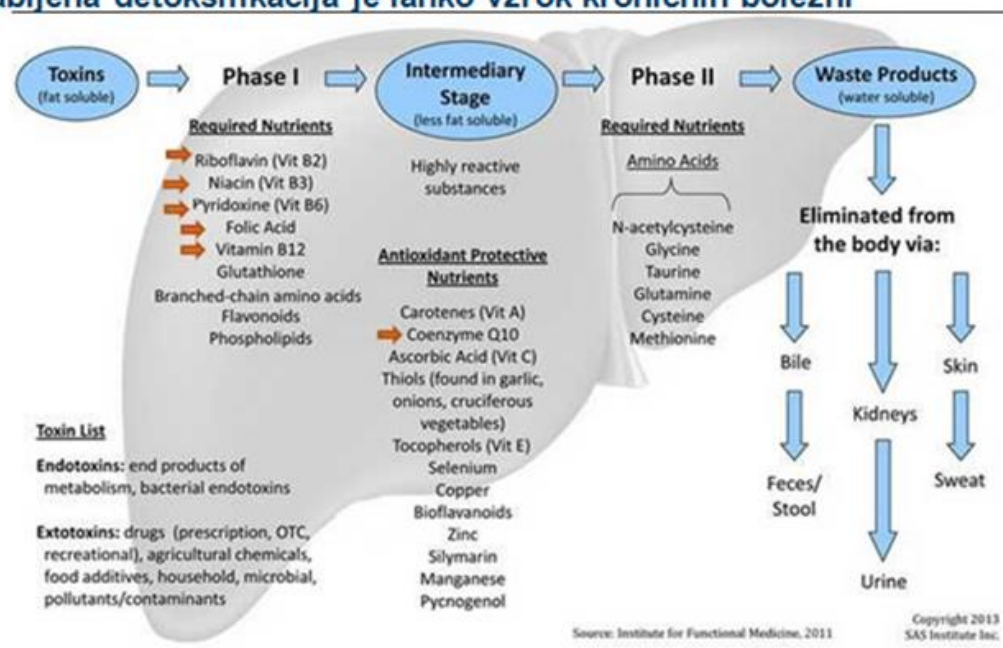 detoksifikacija je lahko vzrok
Toxins
(fat soluble)
Phase I
Intermediary
Stage
(less fat soluble)
Phase II
Waste Products
(water soluble)
Required Nutrients
Riboflavin (Vit B2)
Niacin (Vit B3)
Pyridoxine (Vit B6)
Folic Acid
Vitamin B12
Glutathione
Branched-chain amino acids
Flavonoids
Phospholipids
Highly reactive
substances
Antioxidant Protective
Nutrients
Carotenes (Vit A)
Coenzyme Q10
Ascorbic Acid (Vit C)
Thiols (found in garlic,
onions, cruciferous
vegetables)
Tocopherols (Vit E)
Selenium
Copper
Bioflavanoids
Zinc
Silymarin
Manganese
Pycnogenol
Required Nutrients
Amino Acids
N-acetylcysteine
Glycine
Taurine
Glutamine
Cysteine
Methionine
Eliminated from
the body via:
Bile
Feces/
Stool
Kidneys
Urine
Skin
Sweat
Toxin List
Endotoxins: end products of
metabolism, bacterial endotoxins
Extotoxins: drugs (prescription, OTC,
recreational), agricultural chemicals,
food additives, household, microbial,
pollutants/contaminants
Source: Institute for Functional Medicine, 2011
Copyright 2013
SAS Institute Inc.